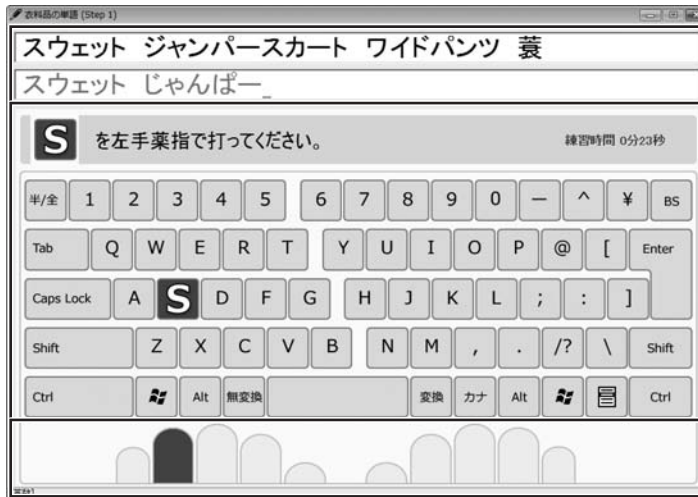 衣料品の単語 (Step 1)
スウェット ジャンパースカート ワイドパンツ 蓑
スウェット じゃんぱー_
S を左手薬指で打ってください。 練習時間 0分23秒
半/全 1 2 3 4 5 6 7 8 9 0 ー ^ ¥ BS
Tab Q W E R T Y U I O P @ [ Enter
Caps Lock A S D F G H J K L ; : ]
Shift Z X C V B N M , . /? \ Shift
Ctrl Alt 無変換 変換 カナ Alt Ctrl